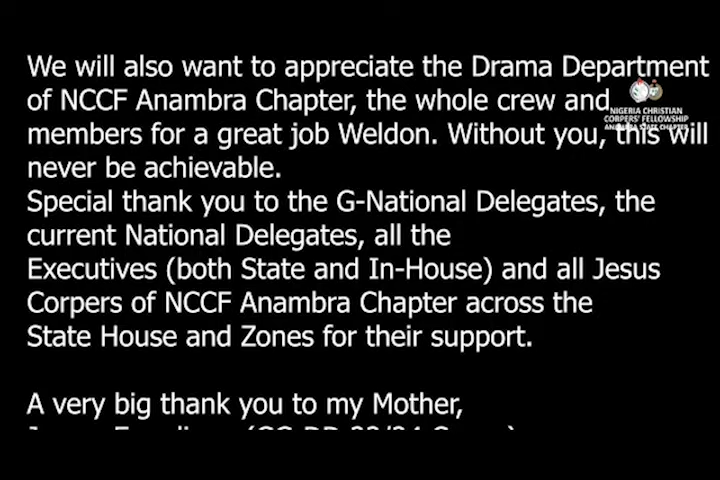 We will also want to appreciate the Drama Department
of NCCF Anambra Chapter, the whole crew and
members for a great job Weldon. Without you, this will
never be achievable.
Special thank you to the G-National Delegates, the
current National Delegates, all the
Executives (both State and In-House) and all Jesus
Corpers of NCCF Anambra Chapter across the
State House and Zones for their support.
A very big thank you to my Mother,
NIGERIA CHRISTIAN
CORPERS' FELLOWSHIP
ANAMBRA STATE CHAPTER